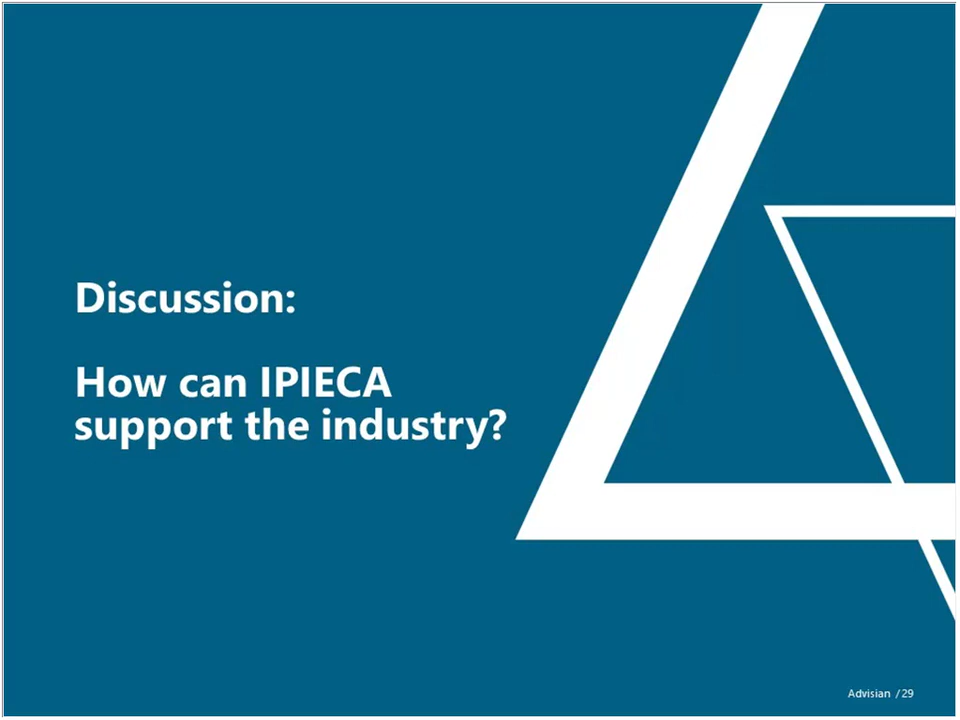 Discussion:
How can IPIECA
support the industry?
Advisian / 29